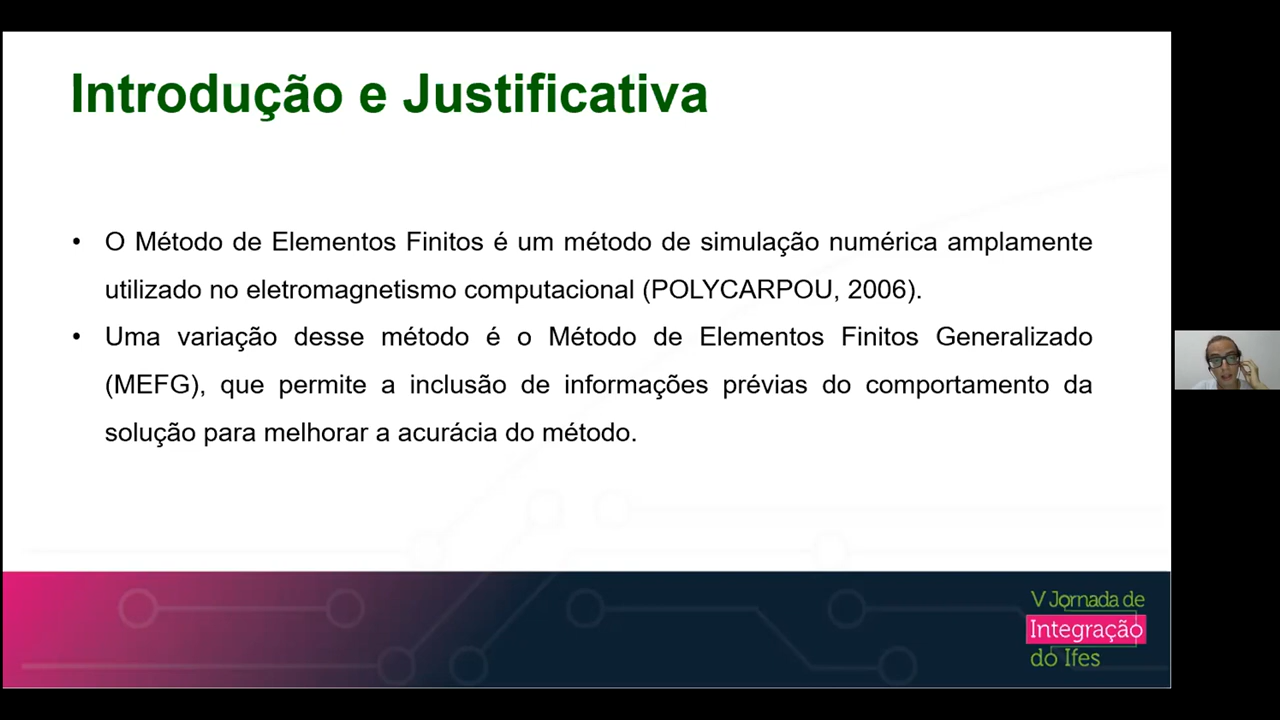 Introdução e Justificativa
• O Método de Elementos Finitos é um método de simulação numérica amplamente
utilizado no eletromagnetismo computacional (POLYCARPOU, 2006).
• Uma variação desse método é o Método de Elementos Finitos Generalizado
(MEFG), que permite a inclusão de informações prévias do comportamento da
solução para melhorar a acurácia do método.
V Jornada de
Integração
do Ifes